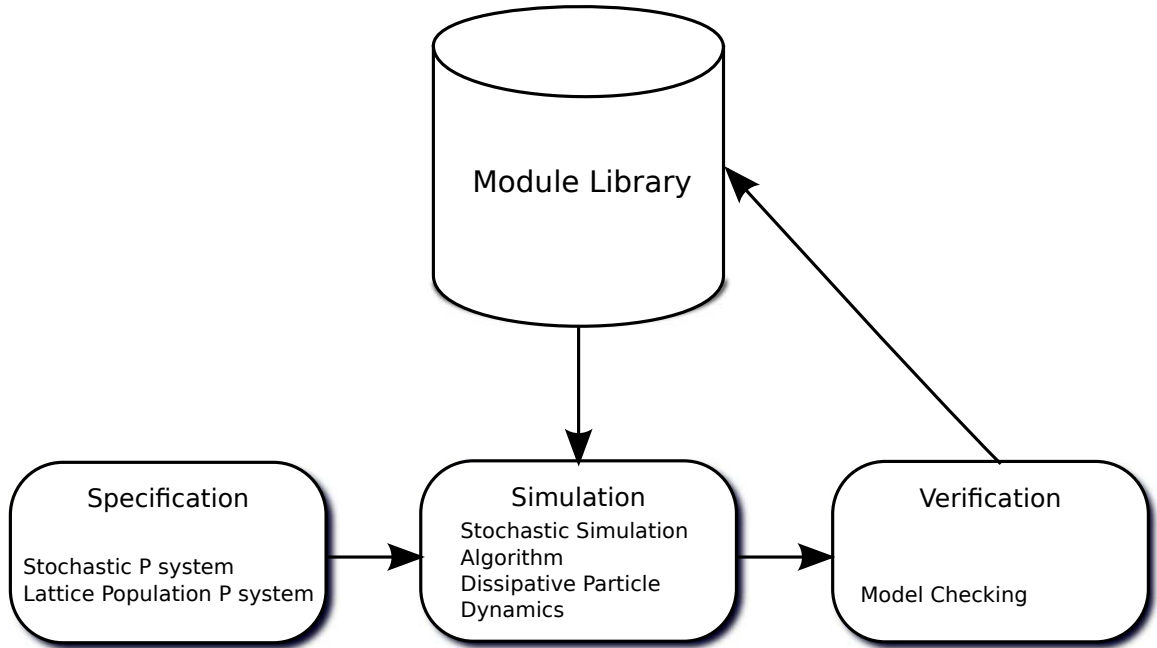 Module Library
Specification
Stochastic P system
Lattice Population P system
Simulation
Stochastic Simulation
Algorithm
Dissipative Particle
Dynamics
Verification
Model Checking